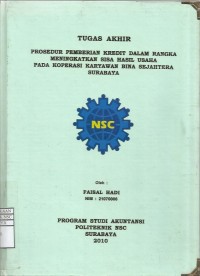 TUGAS AKHIR
PROSEDUR PEMBERIAN KREDIT DALAM RANGKA
MENINGKATKAN SISA HASIL USAHA
PADA KOPERASI KARYAWAN BINA SEJAHTERA
SURABAYA
NSC
Oleh :
FAISAL HADI
NIM :
PROGRAM STUDI AKUNTANSI
POLITEKNIK NSC
SURABAYA
2010